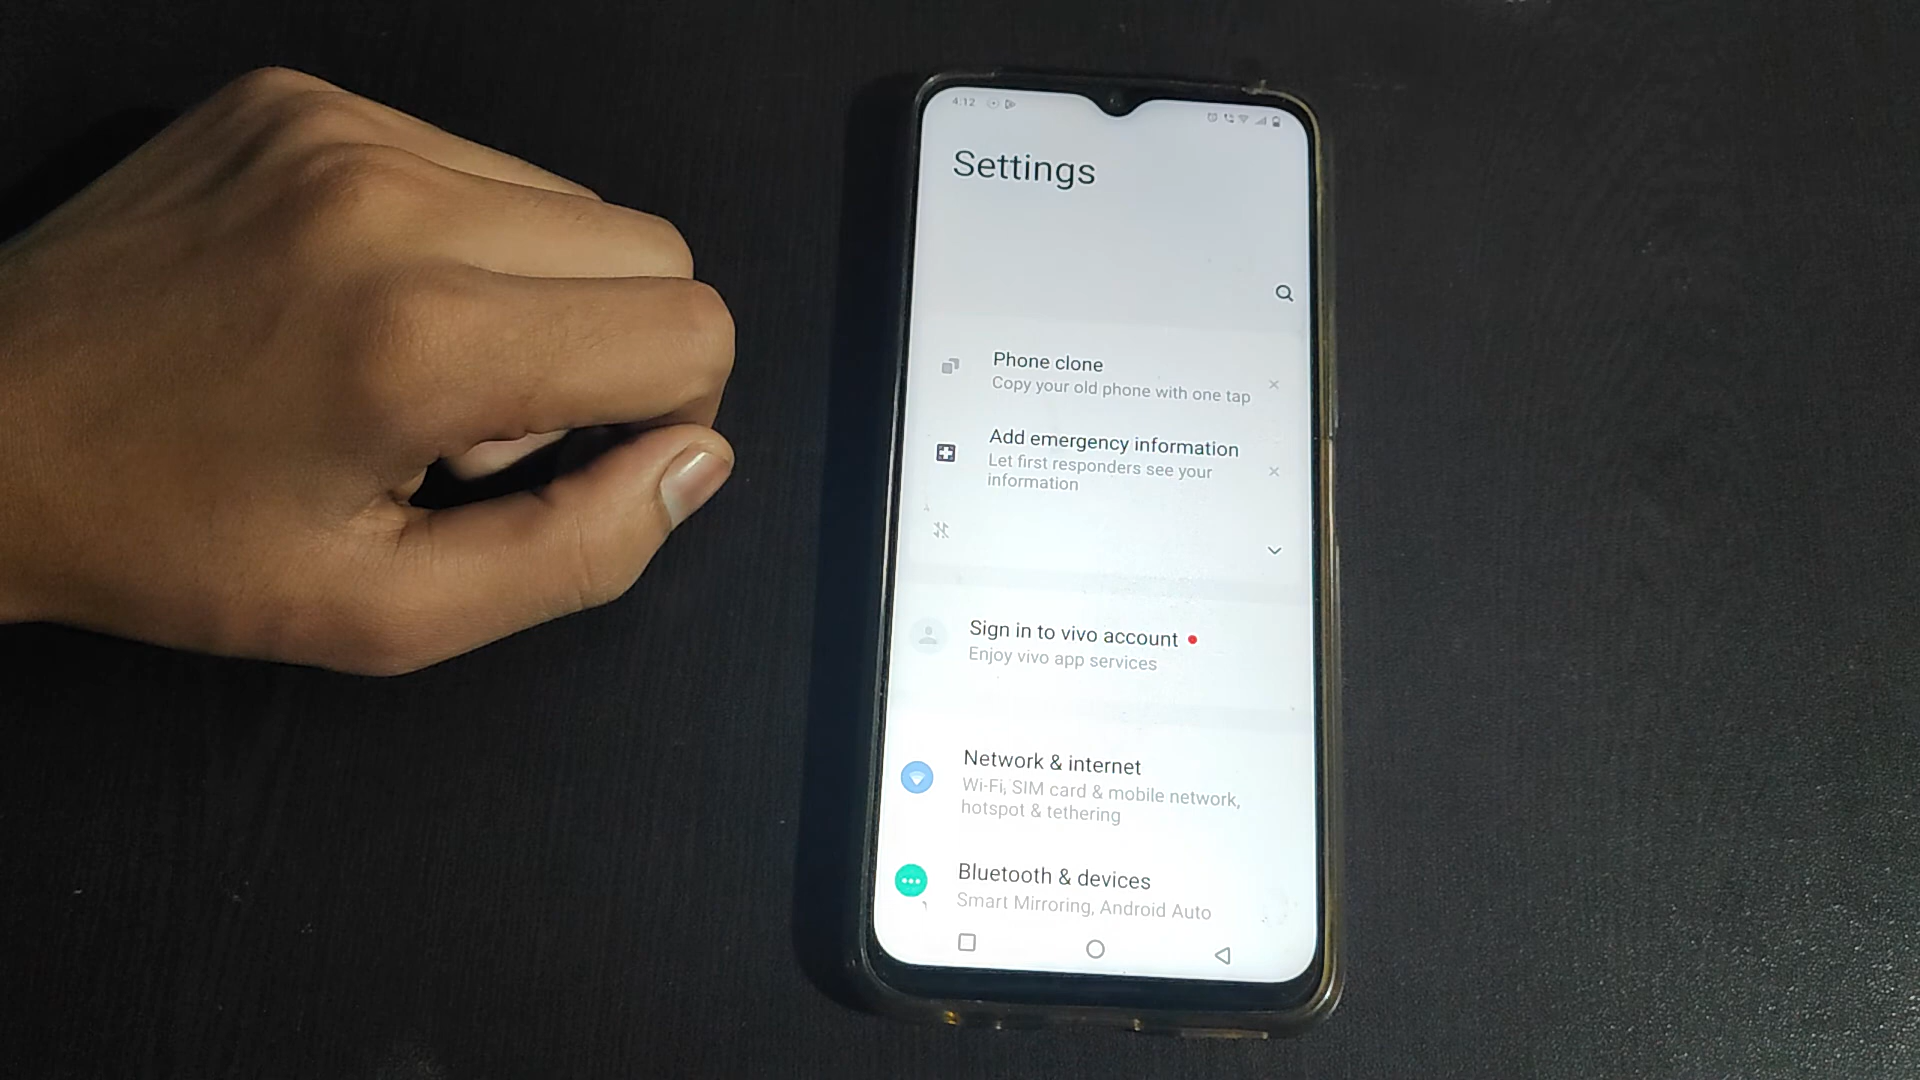 4:12
Settings
Phone clone
Copy your old phone with one tap
Add emergency information
Let first responders see your
information
Sign in to vivo account
Enjoy vivo app services
Network & internet
Wi-Fi, SIM card & mobile network,
hotspot & tethering
Bluetooth & devices
Smart Mirroring, Android Auto